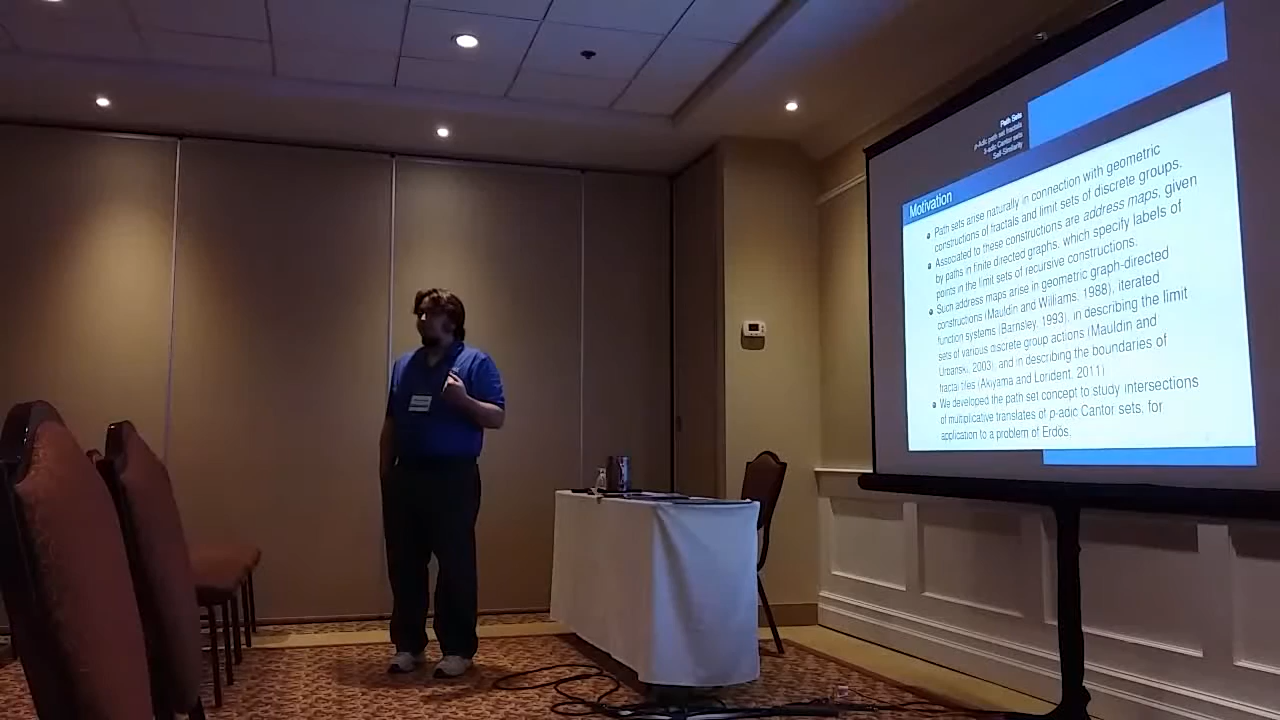 Path Sets
p-Adic path set fractals
3-adic Cantor sets
Self-Similarity
Motivation
Path sets arise naturally in connection with geometric
constructions of fractals and limit sets of discrete groups.
Associated to these constructions are address maps, given
by paths in finite directed graphs, which specify labels of
points in the limit sets of recursive constructions.
Such address maps arise in geometric graph-directed
constructions (Mauldin and Williams, 1988), iterated
function systems (Barnsley, 1993), in describing the limit
sets of various discrete group actions (Mauldin and
Urbanski, 2003), and in describing the boundaries of
fractal tiles (Akiyama and Loridant, 2011)
We developed the path set concept to study intersections
of multiplicative translates of p-adic Cantor sets, for
application to a problem of Erdös.